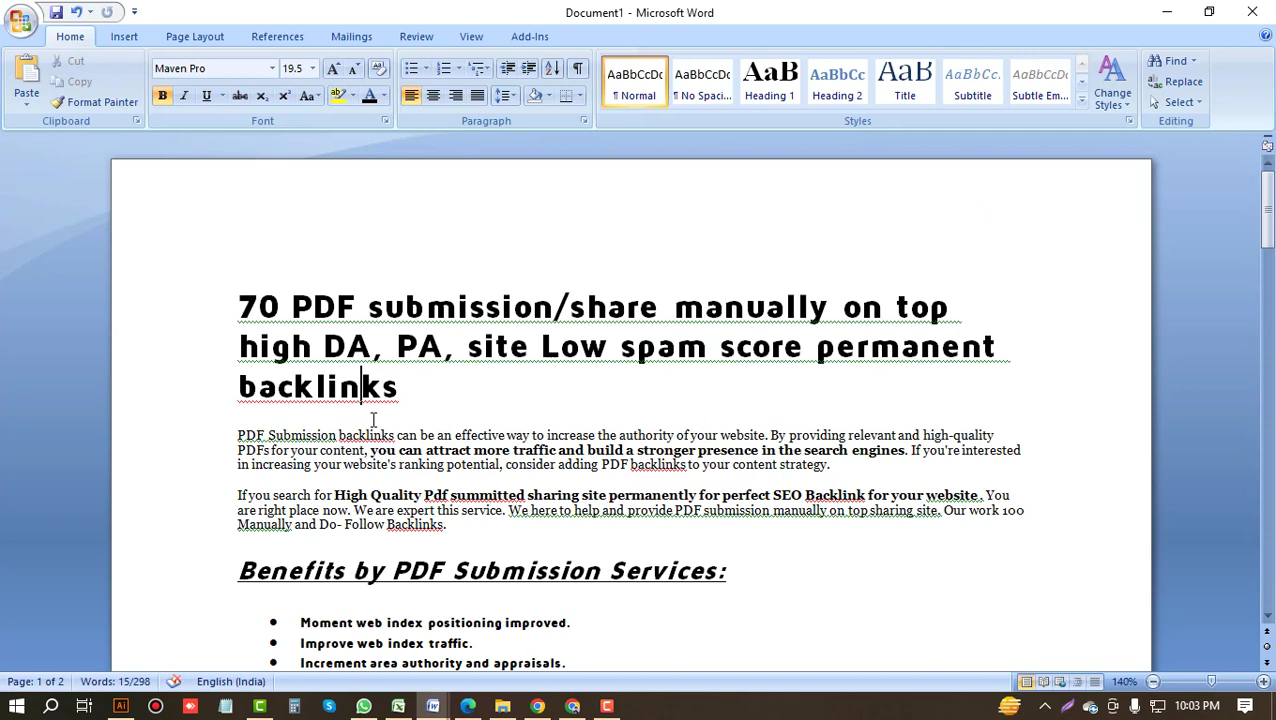 Document1 - Microsoft Word
Home Insert Page Layout References Mailings Review View Add-Ins
Paste
Cut
Copy
Format Painter
Clipboard
Maven Pro 19.5
Font
Paragraph
AaBbCcDc AaBbCcDc AaB AaBbCc AaB AaBbCc. AaBbCcDc
¶ Normal ¶ No Spaci... Heading 1 Heading 2 Title Subtitle Subtle Em...
Styles
Change Styles
Find
Replace
Select
Editing
70 PDF submission/share manually on top
high DA, PA, site Low spam score permanent
backlinks
PDF Submission backlinks can be an effective way to increase the authority of your website. By providing relevant and high-quality
PDFs for your content, you can attract more traffic and build a stronger presence in the search engines. If you're interested
in increasing your website's ranking potential, consider adding PDF backlinks to your content strategy.
If you search for High Quality Pdf summitted sharing site permanently for perfect SEO Backlink for your website , You
are right place now. We are expert this service. We here to help and provide PDF submission manually on top sharing site. Our work 100
Manually and Do- Follow Backlinks.
Benefits by PDF Submission Services:
• Moment web index positioning improved.
• Improve web index traffic.
• Increment area authority and appraisals.
Page: 1 of 2 Words: 15/298 English (India) 140%
10:03 PM